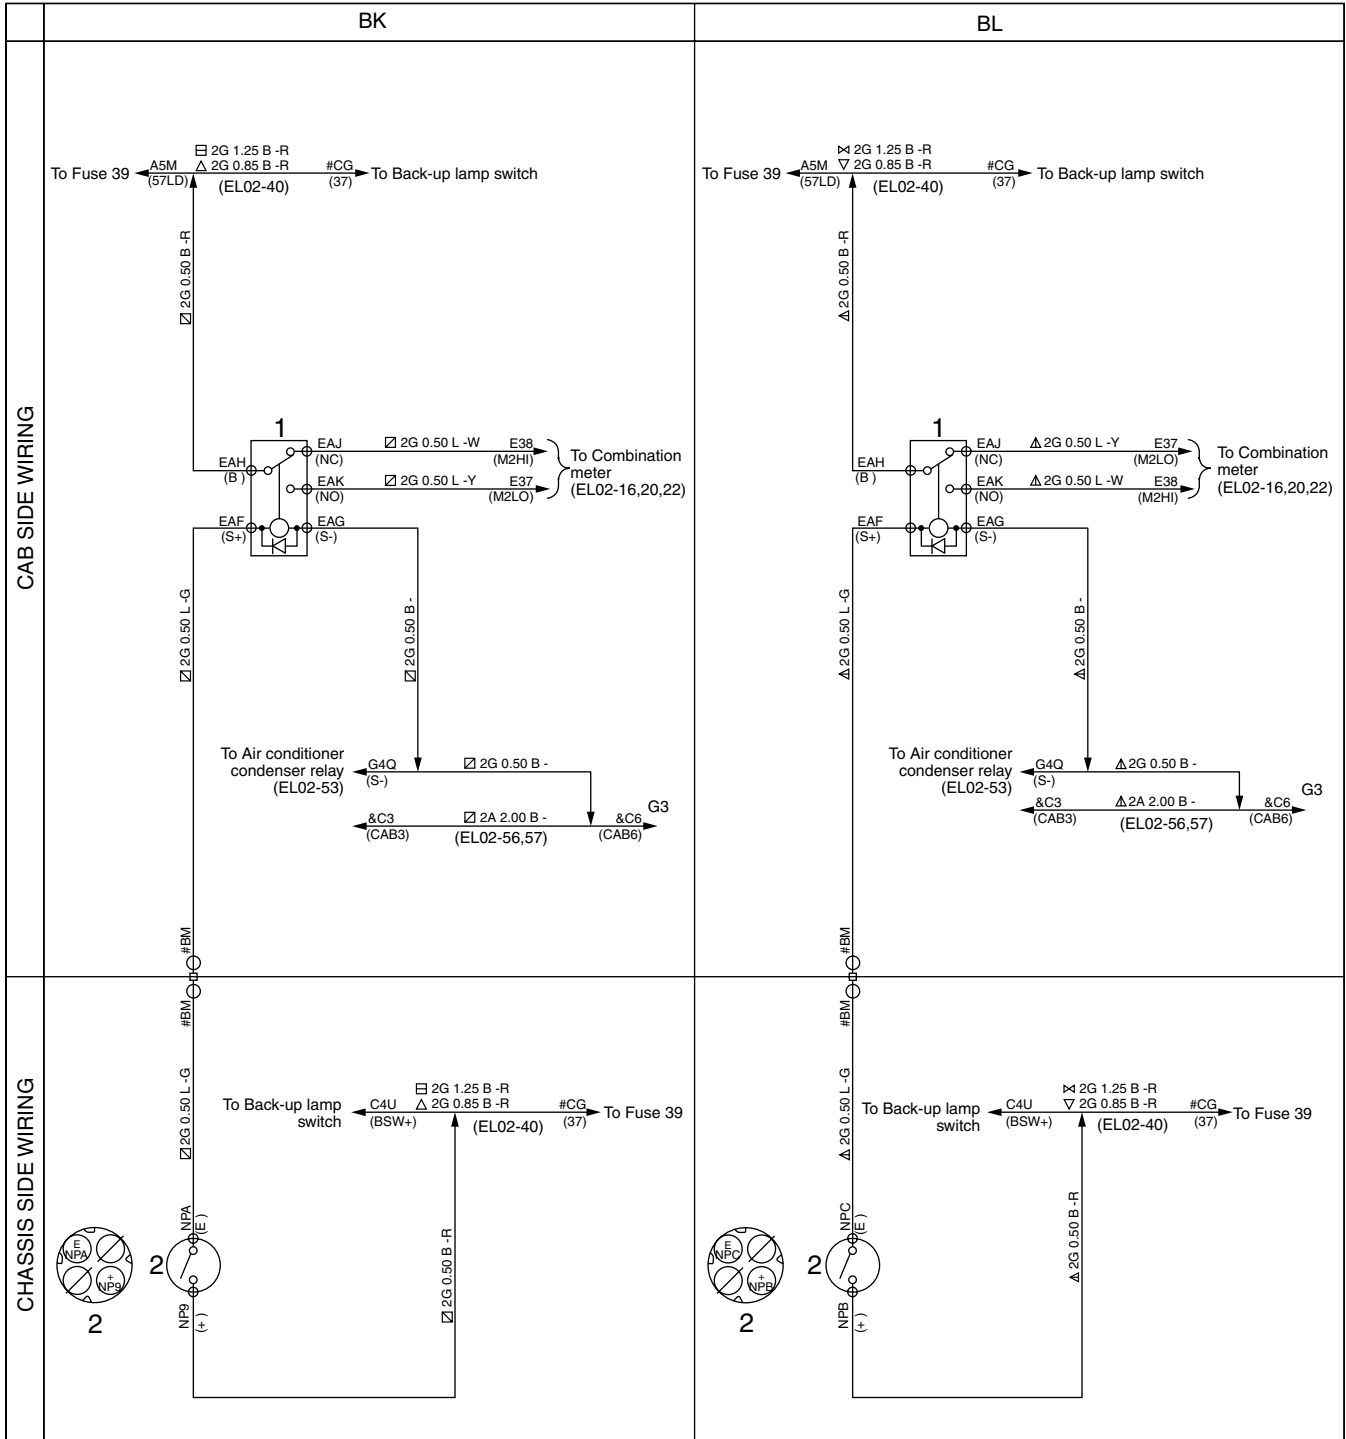 BK
BL
CAB SIDE WIRING
CHASSIS SIDE WIRING
To Fuse 39
A5M
(57LD)
2G 1.25 B -R
2G 0.85 B -R
(EL02-40)
#CG
(37)
To Back-up lamp switch
2G 0.50 B -R
1
EAH
(B )
EAJ
(NC)
2G 0.50 L -W
E38
(M2HI)
EAK
(NO)
2G 0.50 L -Y
E37
(M2LO)
To Combination
meter
(EL02-16,20,22)
EAF
(S+)
EAG
(S-)
2G 0.50 L -G
2G 0.50 B -
To Air conditioner
condenser relay
(EL02-53)
G4Q
(S-)
2G 0.50 B -
&C3
(CAB3)
2A 2.00 B -
(EL02-56,57)
&C6
(CAB6)
G3
#BM
#BM
2G 0.50 L -G
To Back-up lamp
switch
C4U
(BSW+)
2G 1.25 B -R
2G 0.85 B -R
(EL02-40)
#CG
(37)
To Fuse 39
NPA
(E )
E
NPA
+
NP9
2
2
NP9
(+ )
2G 0.50 B -R
To Fuse 39
A5M
(57LD)
2G 1.25 B -R
2G 0.85 B -R
(EL02-40)
#CG
(37)
To Back-up lamp switch
2G 0.50 B -R
1
EAH
(B )
EAJ
(NC)
2G 0.50 L -Y
E37
(M2LO)
EAK
(NO)
2G 0.50 L -W
E38
(M2HI)
To Combination
meter
(EL02-16,20,22)
EAF
(S+)
EAG
(S-)
2G 0.50 L -G
2G 0.50 B -
To Air conditioner
condenser relay
(EL02-53)
G4Q
(S-)
2G 0.50 B -
&C3
(CAB3)
2A 2.00 B -
(EL02-56,57)
&C6
(CAB6)
G3
#BM
#BM
2G 0.50 L -G
To Back-up lamp
switch
C4U
(BSW+)
2G 1.25 B -R
2G 0.85 B -R
(EL02-40)
#CG
(37)
To Fuse 39
NPC
(E )
E
NPC
+
NPB
2
2
NPB
(+ )
2G 0.50 B -R